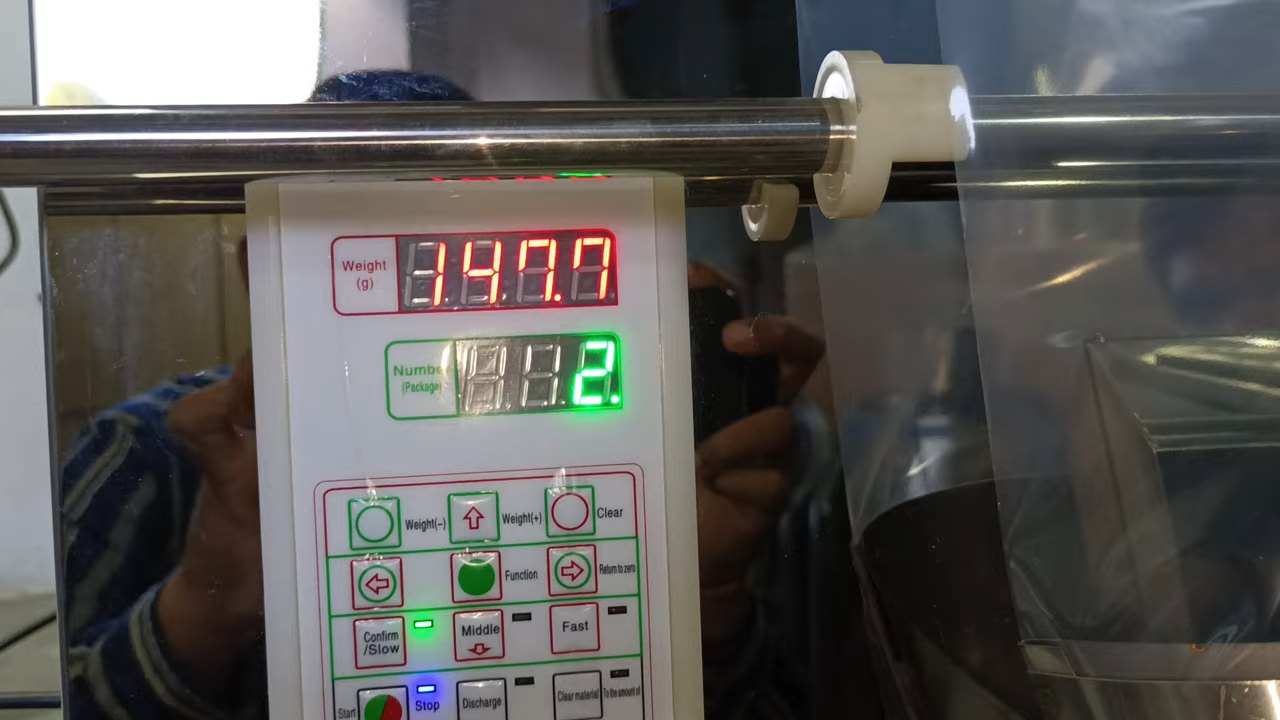 Weight
(g)
147.7
Number
(Package)
2.
Weight(-)
Weight(+)
Clear
Function
Return to zero
Confirm
/Slow
Middle
Fast
Start
Stop
Discharge
Clear material
To the amount of